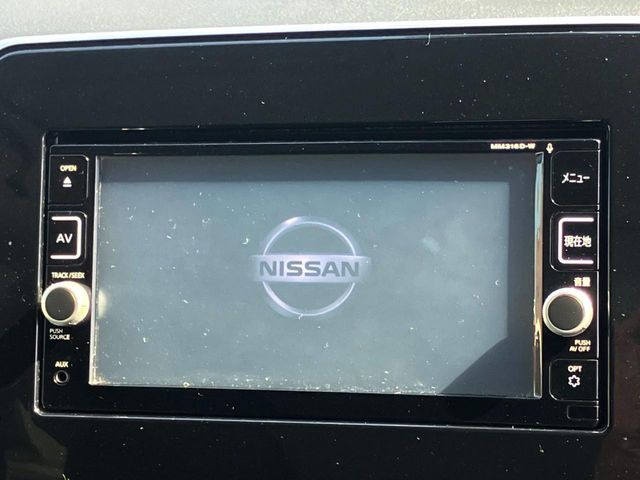 MM316D-W
OPEN
メニュー
AV
現在地
NISSAN
TRACK/SEEK
音量
PUSH
SOURCE
PUSH
AV OFF
AUX
OPT